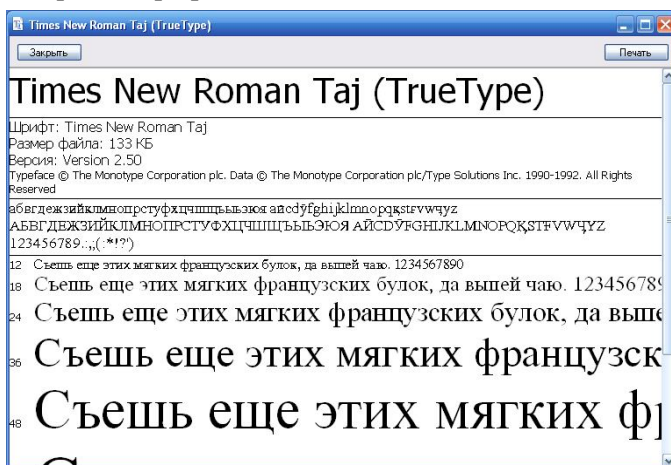 Times New Roman Taj (TrueType)
Закрыть Печать
Times New Roman Taj (TrueType)
Шрифт: Times New Roman Taj
Размер файла: 133 КБ
Версия: Version 2.50
Typeface © The Monotype Corporation plc. Data © The Monotype Corporation plc/Type Solutions Inc. 1990-1992. All Rights
Reserved
абвгдежзийклмнопрстуфхцчшщъыьэюя ӣcdӯfghijklmnopqқstғvwҷyz
АБВГДЕЖЗИЙКЛМНОПРСТУФХЦЧШЩЪЫЬЭЮЯ AӢCDӮFGHIJKLMNOPQҚSTҒVWҶYZ
123456789.:,;(:*!?')
12 Съешь еще этих мягких французских булок, да выпей чаю. 1234567890
18 Съешь еще этих мягких французских булок, да выпей чаю. 123456789
24 Съешь еще этих мягких французских булок, да выпе
36 Съешь еще этих мягких французск
48 Съешь еще этих мягких ф